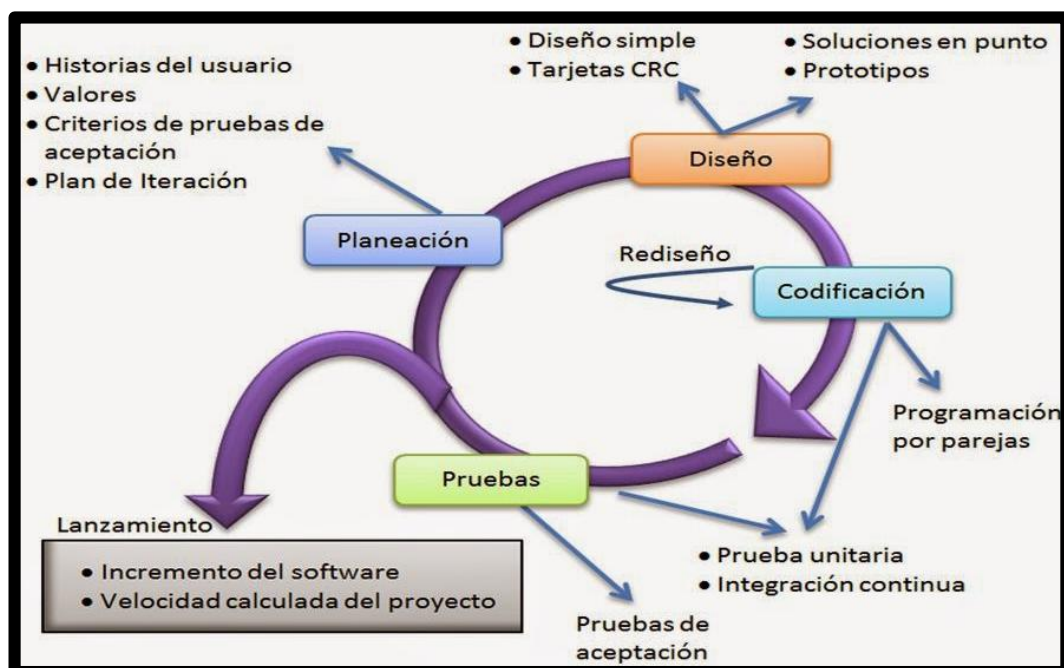 • Historias del usuario
• Valores
• Criterios de pruebas de
aceptación
• Plan de Iteración
• Diseño simple
• Tarjetas CRC
• Soluciones en punto
• Prototipos
Diseño
Planeación
Rediseño
Codificación
Programación
por parejas
Pruebas
Lanzamiento
• Incremento del software
• Velocidad calculada del proyecto
• Prueba unitaria
• Integración continua
Pruebas de
aceptación